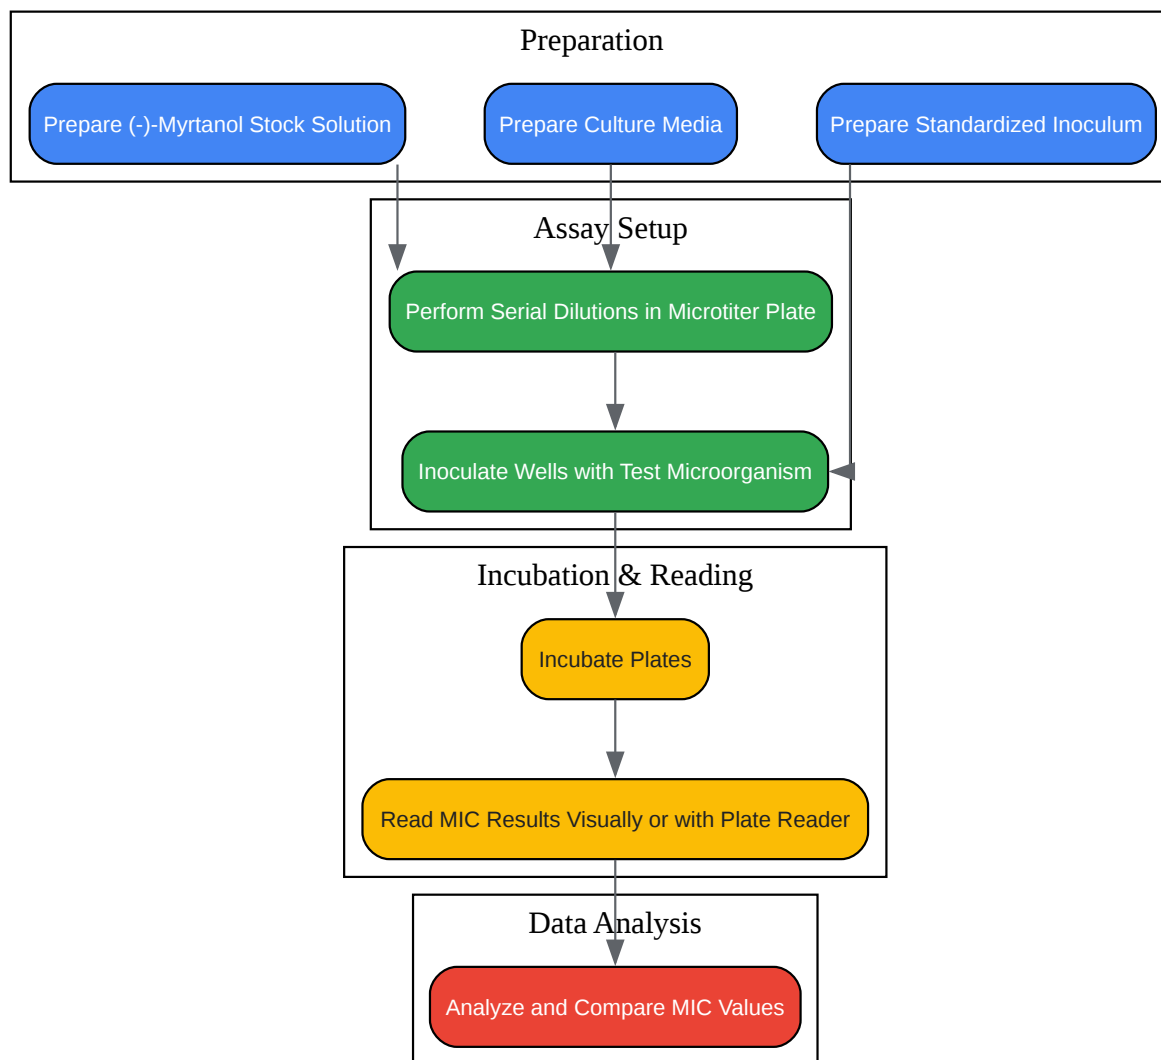 Preparation
Prepare (-)-Myrtanol Stock Solution
Prepare Culture Media
Prepare Standardized Inoculum
Assay Setup
Perform Serial Dilutions in Microtiter Plate
Inoculate Wells with Test Microorganism
Incubation & Reading
Incubate Plates
Read MIC Results Visually or with Plate Reader
Data Analysis
Analyze and Compare MIC Values